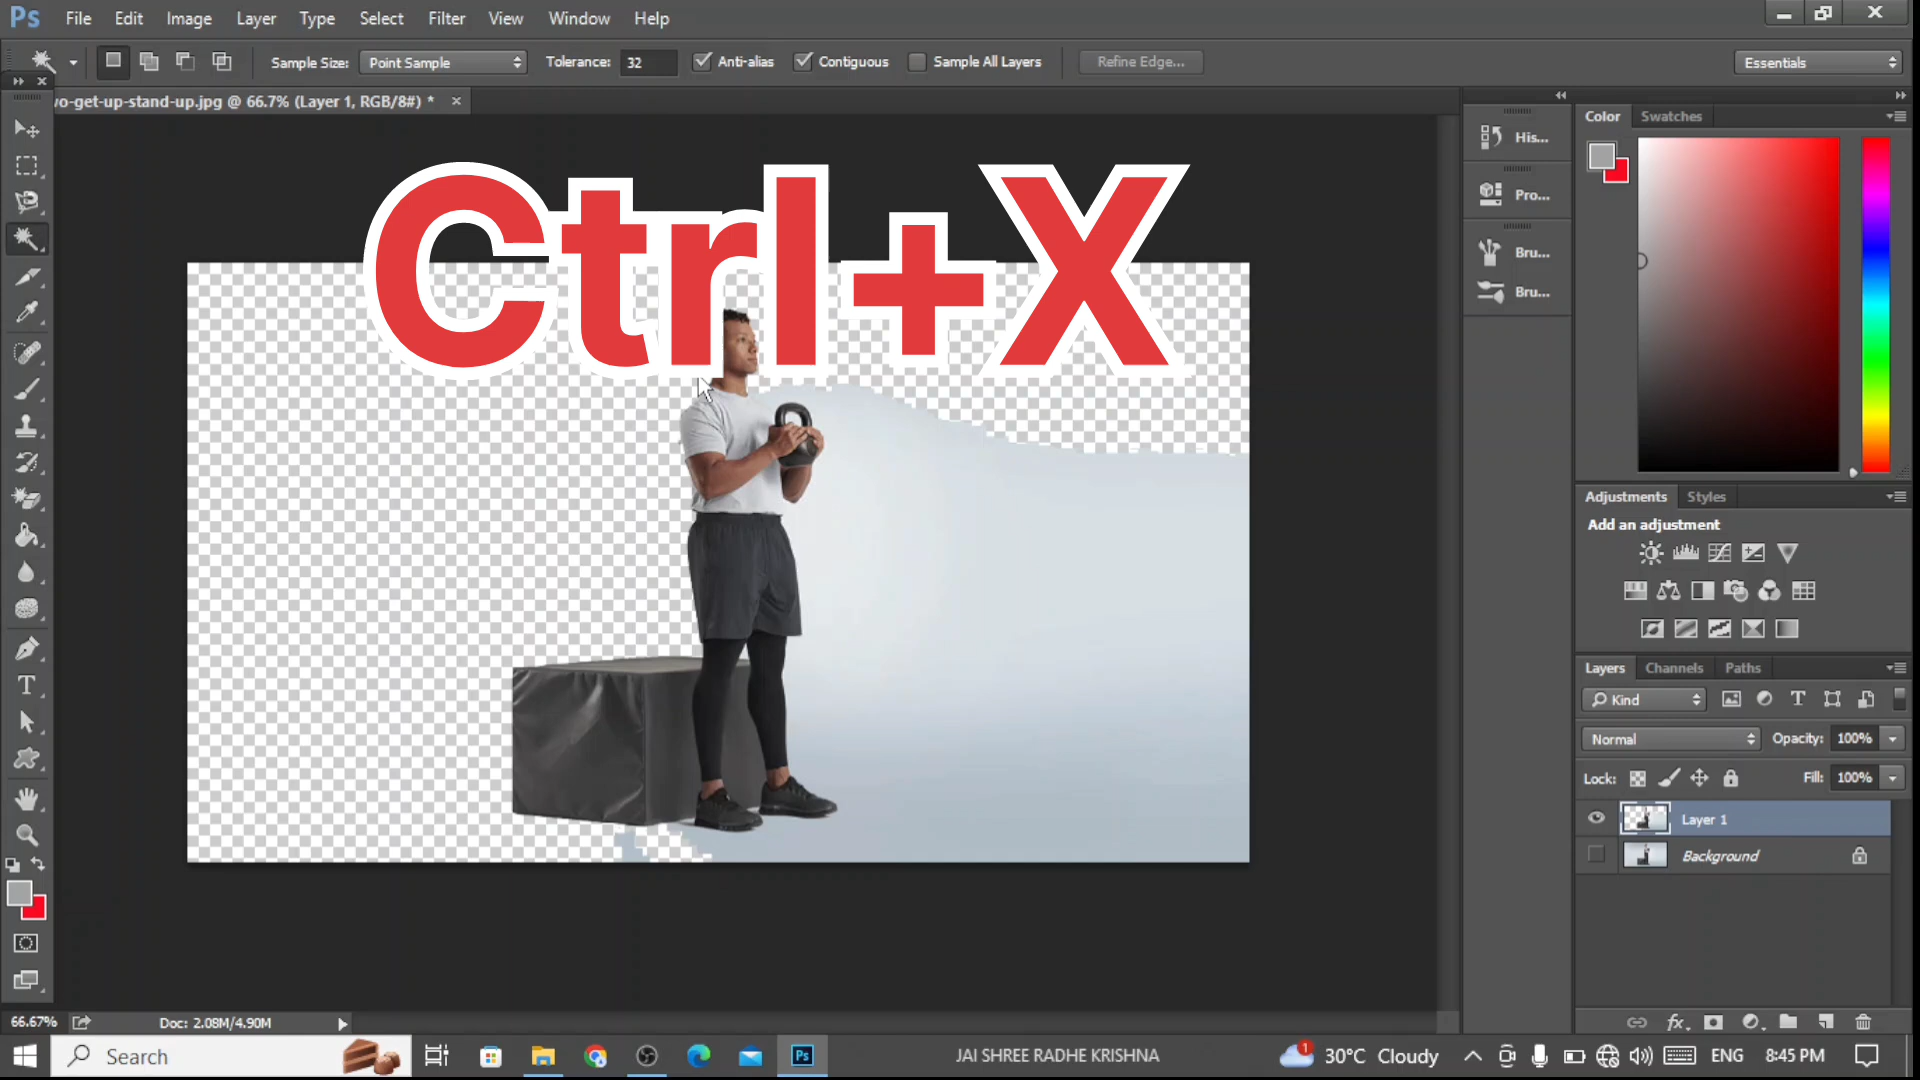 Ps File Edit Image Layer Type Select Filter View Window Help
Sample Size: Point Sample Tolerance: 32 Anti-alias Contiguous Sample All Layers Refine Edge... Essentials
vo-get-up-stand-up.jpg @ 66.7% (Layer 1, RGB/8#) *
Color Swatches
His...
Pro...
Bru...
Bru...
Ctrl+X
Adjustments Styles
Add an adjustment
Layers Channels Paths
Kind
Normal Opacity: 100%
Lock: Fill: 100%
Layer 1
Background
66.67% Doc: 2.08M/4.90M
Search Ps JAI SHREE RADHE KRISHNA 1 30°C Cloudy ENG 8:45 PM